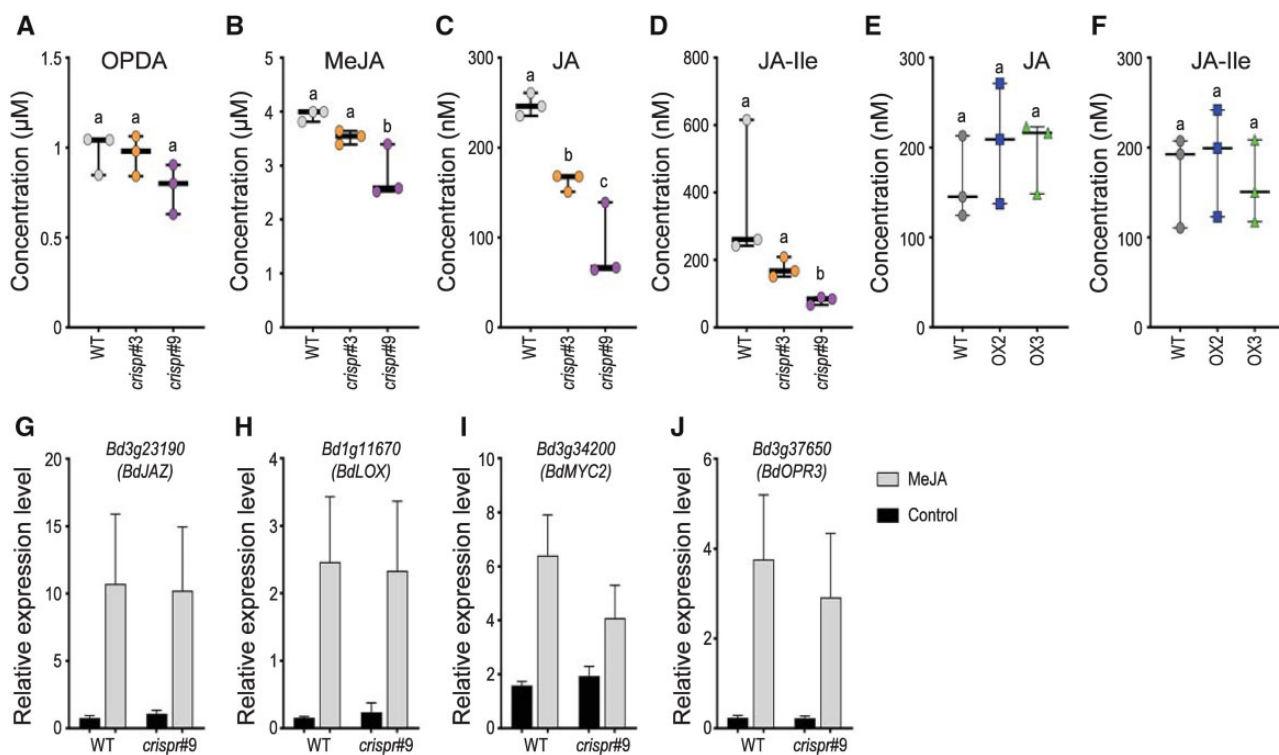 A
OPDA
Concentration (µM)
1.5
1.0
0.5
0
a
a
a
WT
crispr#3
crispr#9
B
MeJA
Concentration (µM)
5
4
3
2
1
0
a
a
b
WT
crispr#3
crispr#9
C
JA
Concentration (nM)
300
200
100
0
a
b
c
WT
crispr#3
crispr#9
D
JA-Ile
Concentration (nM)
800
600
400
200
0
a
a
b
WT
crispr#3
crispr#9
E
JA
Concentration (nM)
300
200
100
0
a
a
a
WT
OX2
OX3
F
JA-Ile
Concentration (nM)
300
200
100
0
a
a
a
WT
OX2
OX3
G
Bd3g23190
(BdJAZ)
Relative expression level
20
15
10
5
0
WT
crispr#9
H
Bd1g11670
(BdLOX)
Relative expression level
4
3
2
1
0
WT
crispr#9
I
Bd3g34200
(BdMYC2)
Relative expression level
10
8
6
4
2
0
WT
crispr#9
J
Bd3g37650
(BdOPR3)
Relative expression level
6
4
2
0
WT
crispr#9
MeJA
Control